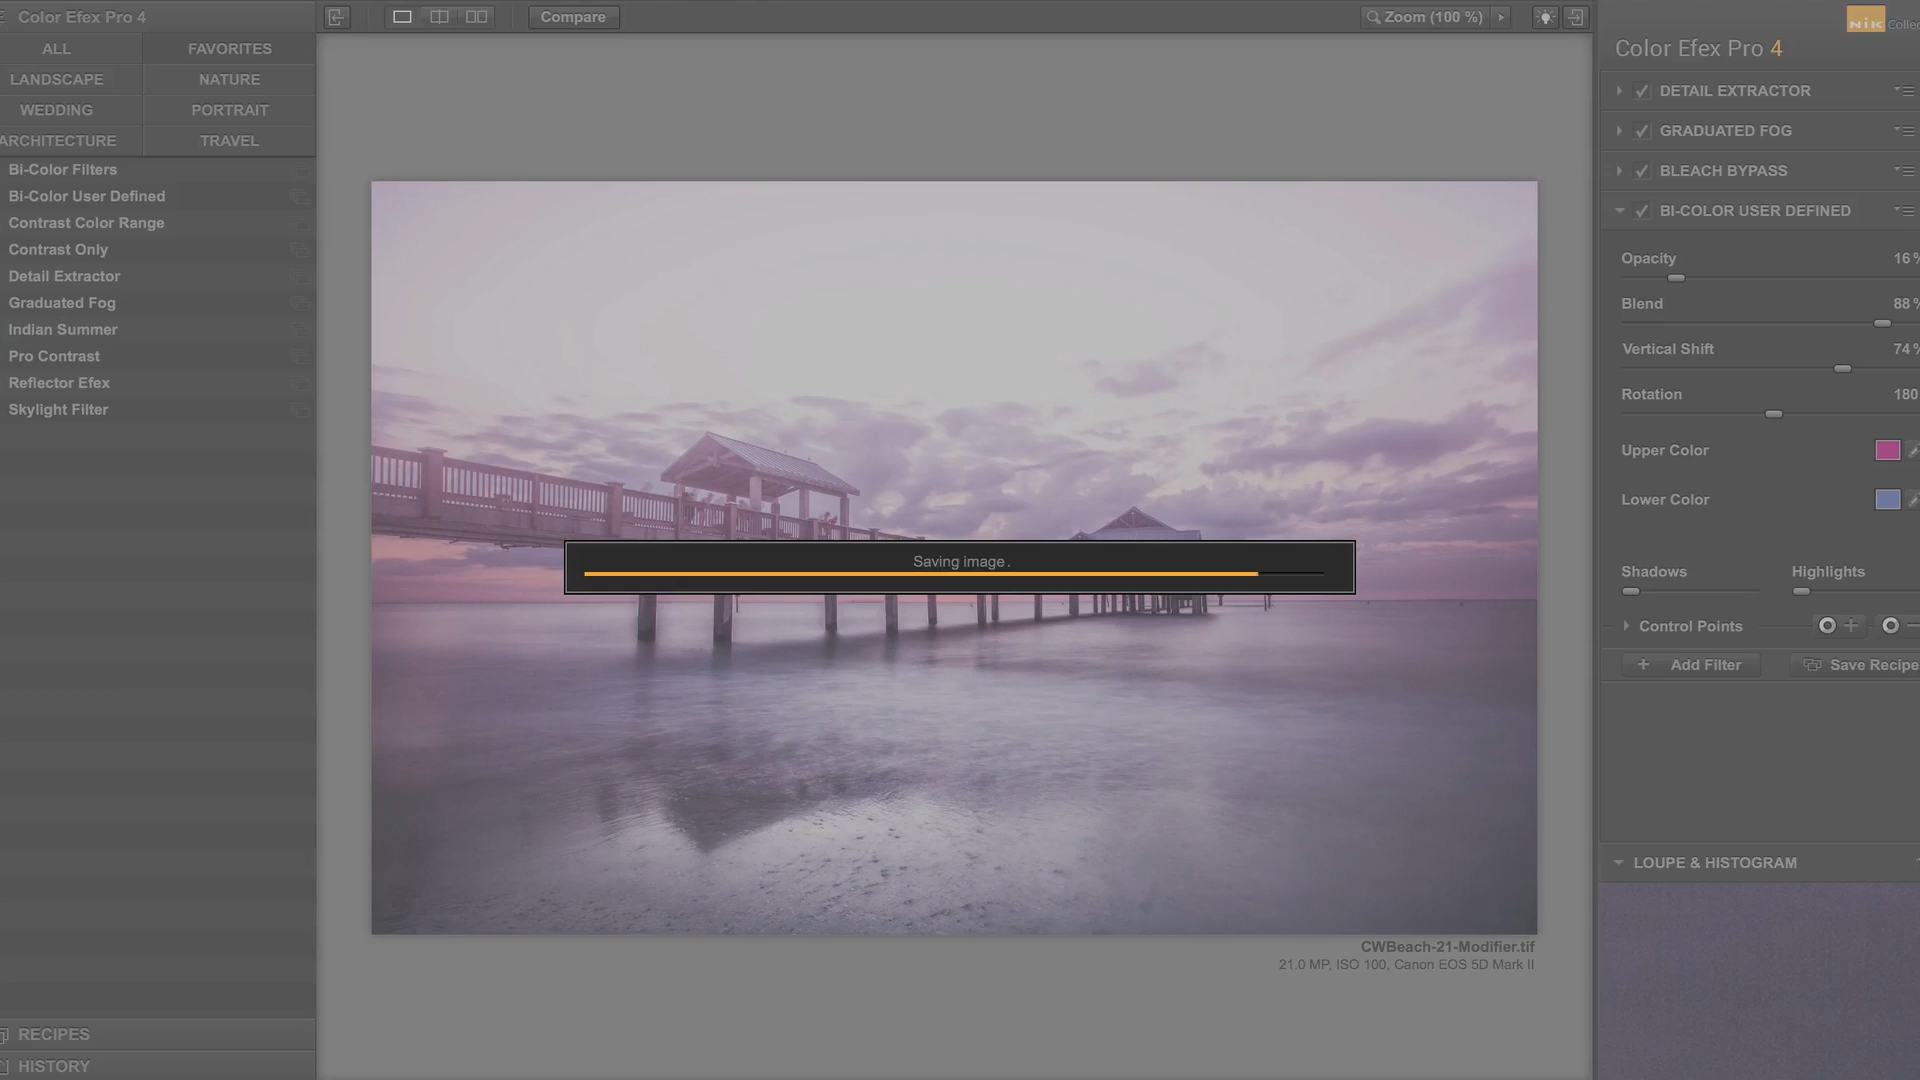 Color Efex Pro 4
ALL
FAVORITES
LANDSCAPE
NATURE
WEDDING
PORTRAIT
ARCHITECTURE
TRAVEL
Bi-Color Filters
Bi-Color User Defined
Contrast Color Range
Contrast Only
Detail Extractor
Graduated Fog
Indian Summer
Pro Contrast
Reflector Efex
Skylight Filter
RECIPES
HISTORY
Compare
Zoom (100 %)
Saving image .
CWBeach-21-Modifier.tif
21.0 MP, ISO 100, Canon EOS 5D Mark II
NIK Collec
Color Efex Pro 4
DETAIL EXTRACTOR
GRADUATED FOG
BLEACH BYPASS
BI-COLOR USER DEFINED
Opacity 16%
Blend 88%
Vertical Shift 74%
Rotation 180
Upper Color
Lower Color
Shadows
Highlights
Control Points
+ Add Filter
Save Recipe
LOUPE & HISTOGRAM